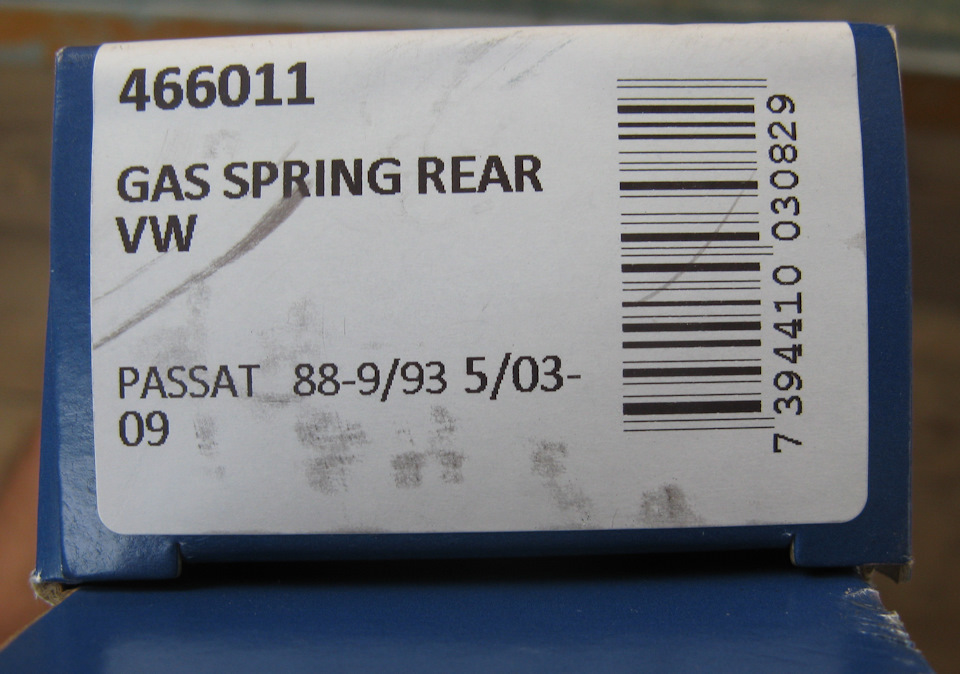 466011
GAS SPRING REAR
VW
PASSAT 88-9/93 5/03-
09
7 394410 030829